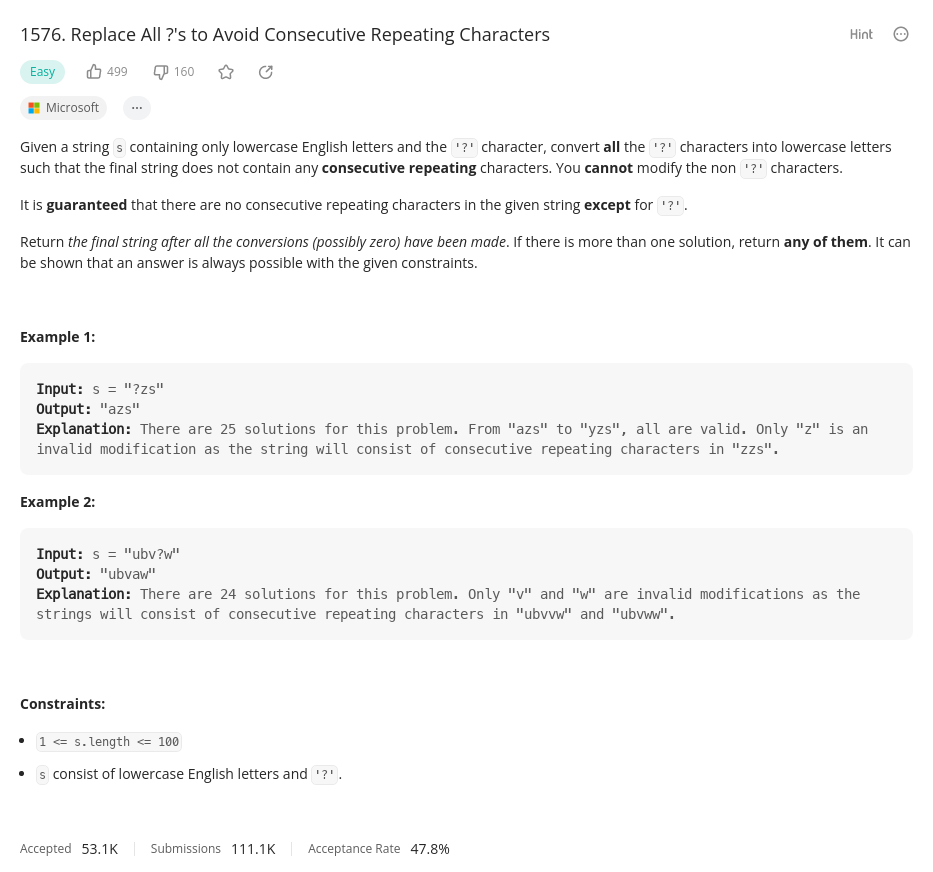 1576. Replace All ?'s to Avoid Consecutive Repeating Characters
Hint
Easy
499
160
Microsoft
Given a string s containing only lowercase English letters and the '?' character, convert all the '?' characters into lowercase letters
such that the final string does not contain any consecutive repeating characters. You cannot modify the non '?' characters.
It is guaranteed that there are no consecutive repeating characters in the given string except for '?'.
Return the final string after all the conversions (possibly zero) have been made. If there is more than one solution, return any of them. It can
be shown that an answer is always possible with the given constraints.
Example 1:
Input: s = "?zs"
Output: "azs"
Explanation: There are 25 solutions for this problem. From "azs" to "yzs", all are valid. Only "z" is an
invalid modification as the string will consist of consecutive repeating characters in "zzs".
Example 2:
Input: s = "ubv?w"
Output: "ubvaw"
Explanation: There are 24 solutions for this problem. Only "v" and "w" are invalid modifications as the
strings will consist of consecutive repeating characters in "ubvvw" and "ubvww".
Constraints:
1 <= s.length <= 100
s consist of lowercase English letters and '?'.
Accepted 53.1K Submissions 111.1K Acceptance Rate 47.8%